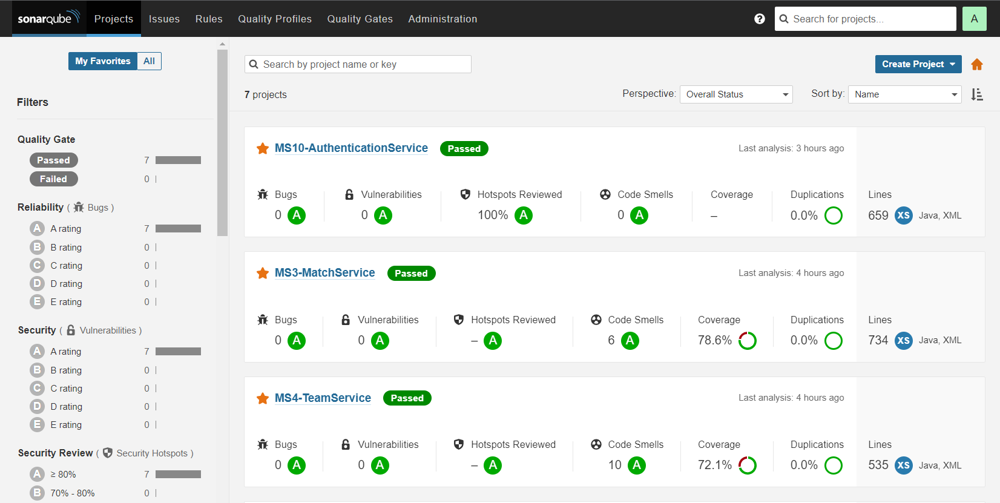 sonarqube Projects Issues Rules Quality Profiles Quality Gates Administration ? Search for projects... A
My Favorites All
Search by project name or key
Create Project
7 projects
Perspective: Overall Status Sort by: Name
Filters
Quality Gate
Passed 7
Failed 0
Reliability ( Bugs )
A A rating 7
B B rating 0
C C rating 0
D D rating 0
E E rating 0
Security ( Vulnerabilities )
A A rating 7
B B rating 0
C C rating 0
D D rating 0
E E rating 0
Security Review ( Security Hotspots )
A ≥ 80% 7
B 70% - 80% 0
MS10-AuthenticationService Passed Last analysis: 3 hours ago
Bugs Vulnerabilities Hotspots Reviewed Code Smells Coverage Duplications Lines
0 A 0 A 100% A 0 A – 0.0% 659 XS Java, XML
MS3-MatchService Passed Last analysis: 4 hours ago
Bugs Vulnerabilities Hotspots Reviewed Code Smells Coverage Duplications Lines
0 A 0 A – A 6 A 78.6% 0.0% 734 XS Java, XML
MS4-TeamService Passed Last analysis: 4 hours ago
Bugs Vulnerabilities Hotspots Reviewed Code Smells Coverage Duplications Lines
0 A 0 A – A 10 A 72.1% 0.0% 535 XS Java, XML